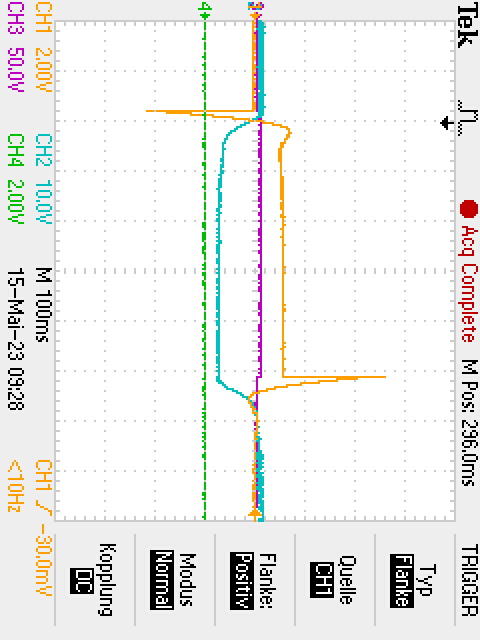 Tek
Acq Complete
M Pos: 296.0ms
TRIGGER
Typ
Flanke
Quelle
CH1
Flanke:
Positiv
Modus
Normal
Kopplung
DC
4
CH1 2.00V CH2 10.0V M 100ms CH1 / -30.0mV
CH3 50.0V CH4 2.00V 15-Mai-23 09:28 <10Hz